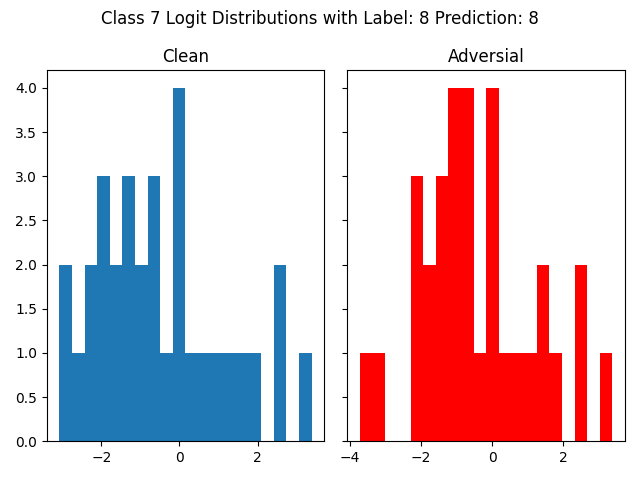 Class 7 Logit Distributions with Label: 8 Prediction: 8
Clean
Adversial
4.0
3.5
3.0
2.5
2.0
1.5
1.0
0.5
0.0
−2 0 2
−4 −2 0 2